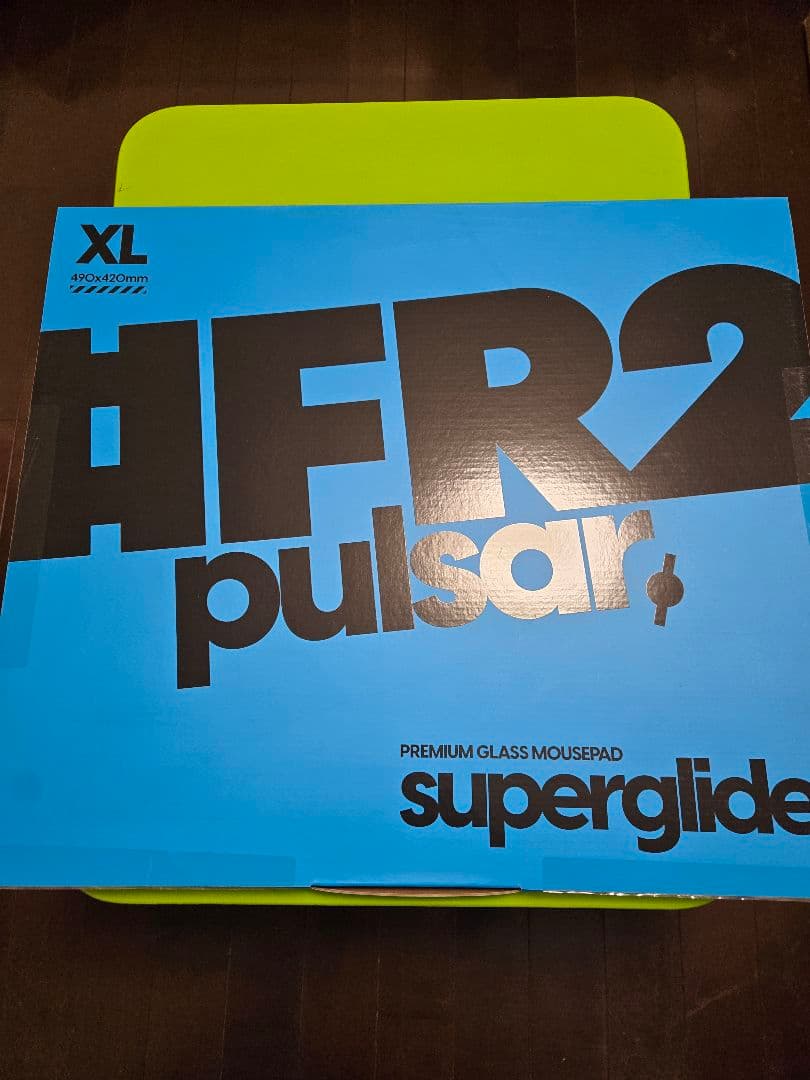 XL
490x420mm
HFR2
pulsar
PREMIUM GLASS MOUSEPAD
superglide